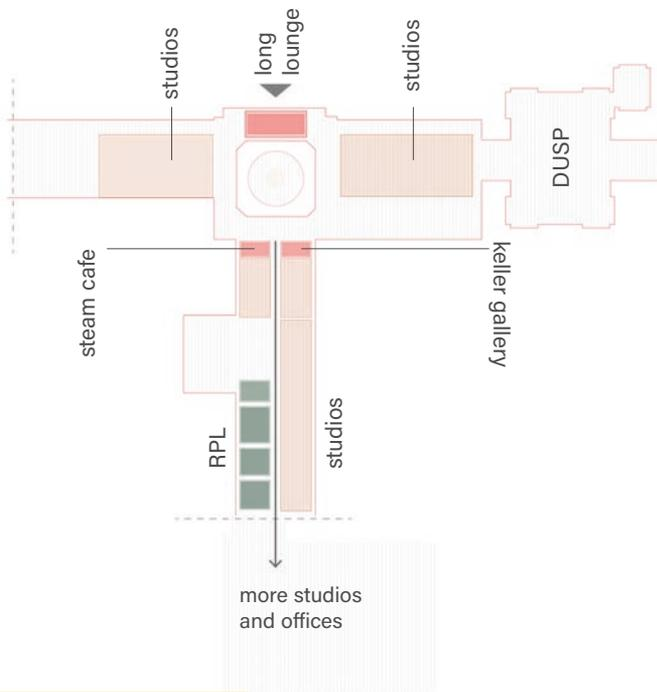 studios
long
lounge
studios
DUSP
steam cafe
keller gallery
RPL
studios
more studios
and offices